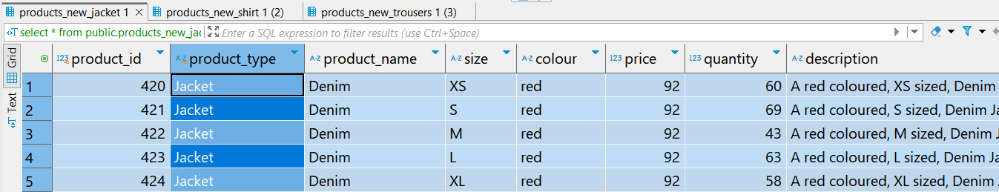 products_new_jacket 1 products_new_shirt 1 (2) products_new_trousers 1 (3)
select * from public.products_new_jac Enter a SQL expression to filter results (use Ctrl+Space)
Grid
Text
123 product_id A-Z product_type A-Z product_name A-Z size A-Z colour 123 price 123 quantity A-Z description
1 420 Jacket Denim XS red 92 60 A red coloured, XS sized, Denim
2 421 Jacket Denim S red 92 69 A red coloured, S sized, Denim Ja
3 422 Jacket Denim M red 92 43 A red coloured, M sized, Denim J
4 423 Jacket Denim L red 92 63 A red coloured, L sized, Denim Ja
5 424 Jacket Denim XL red 92 58 A red coloured, XL sized, Denim